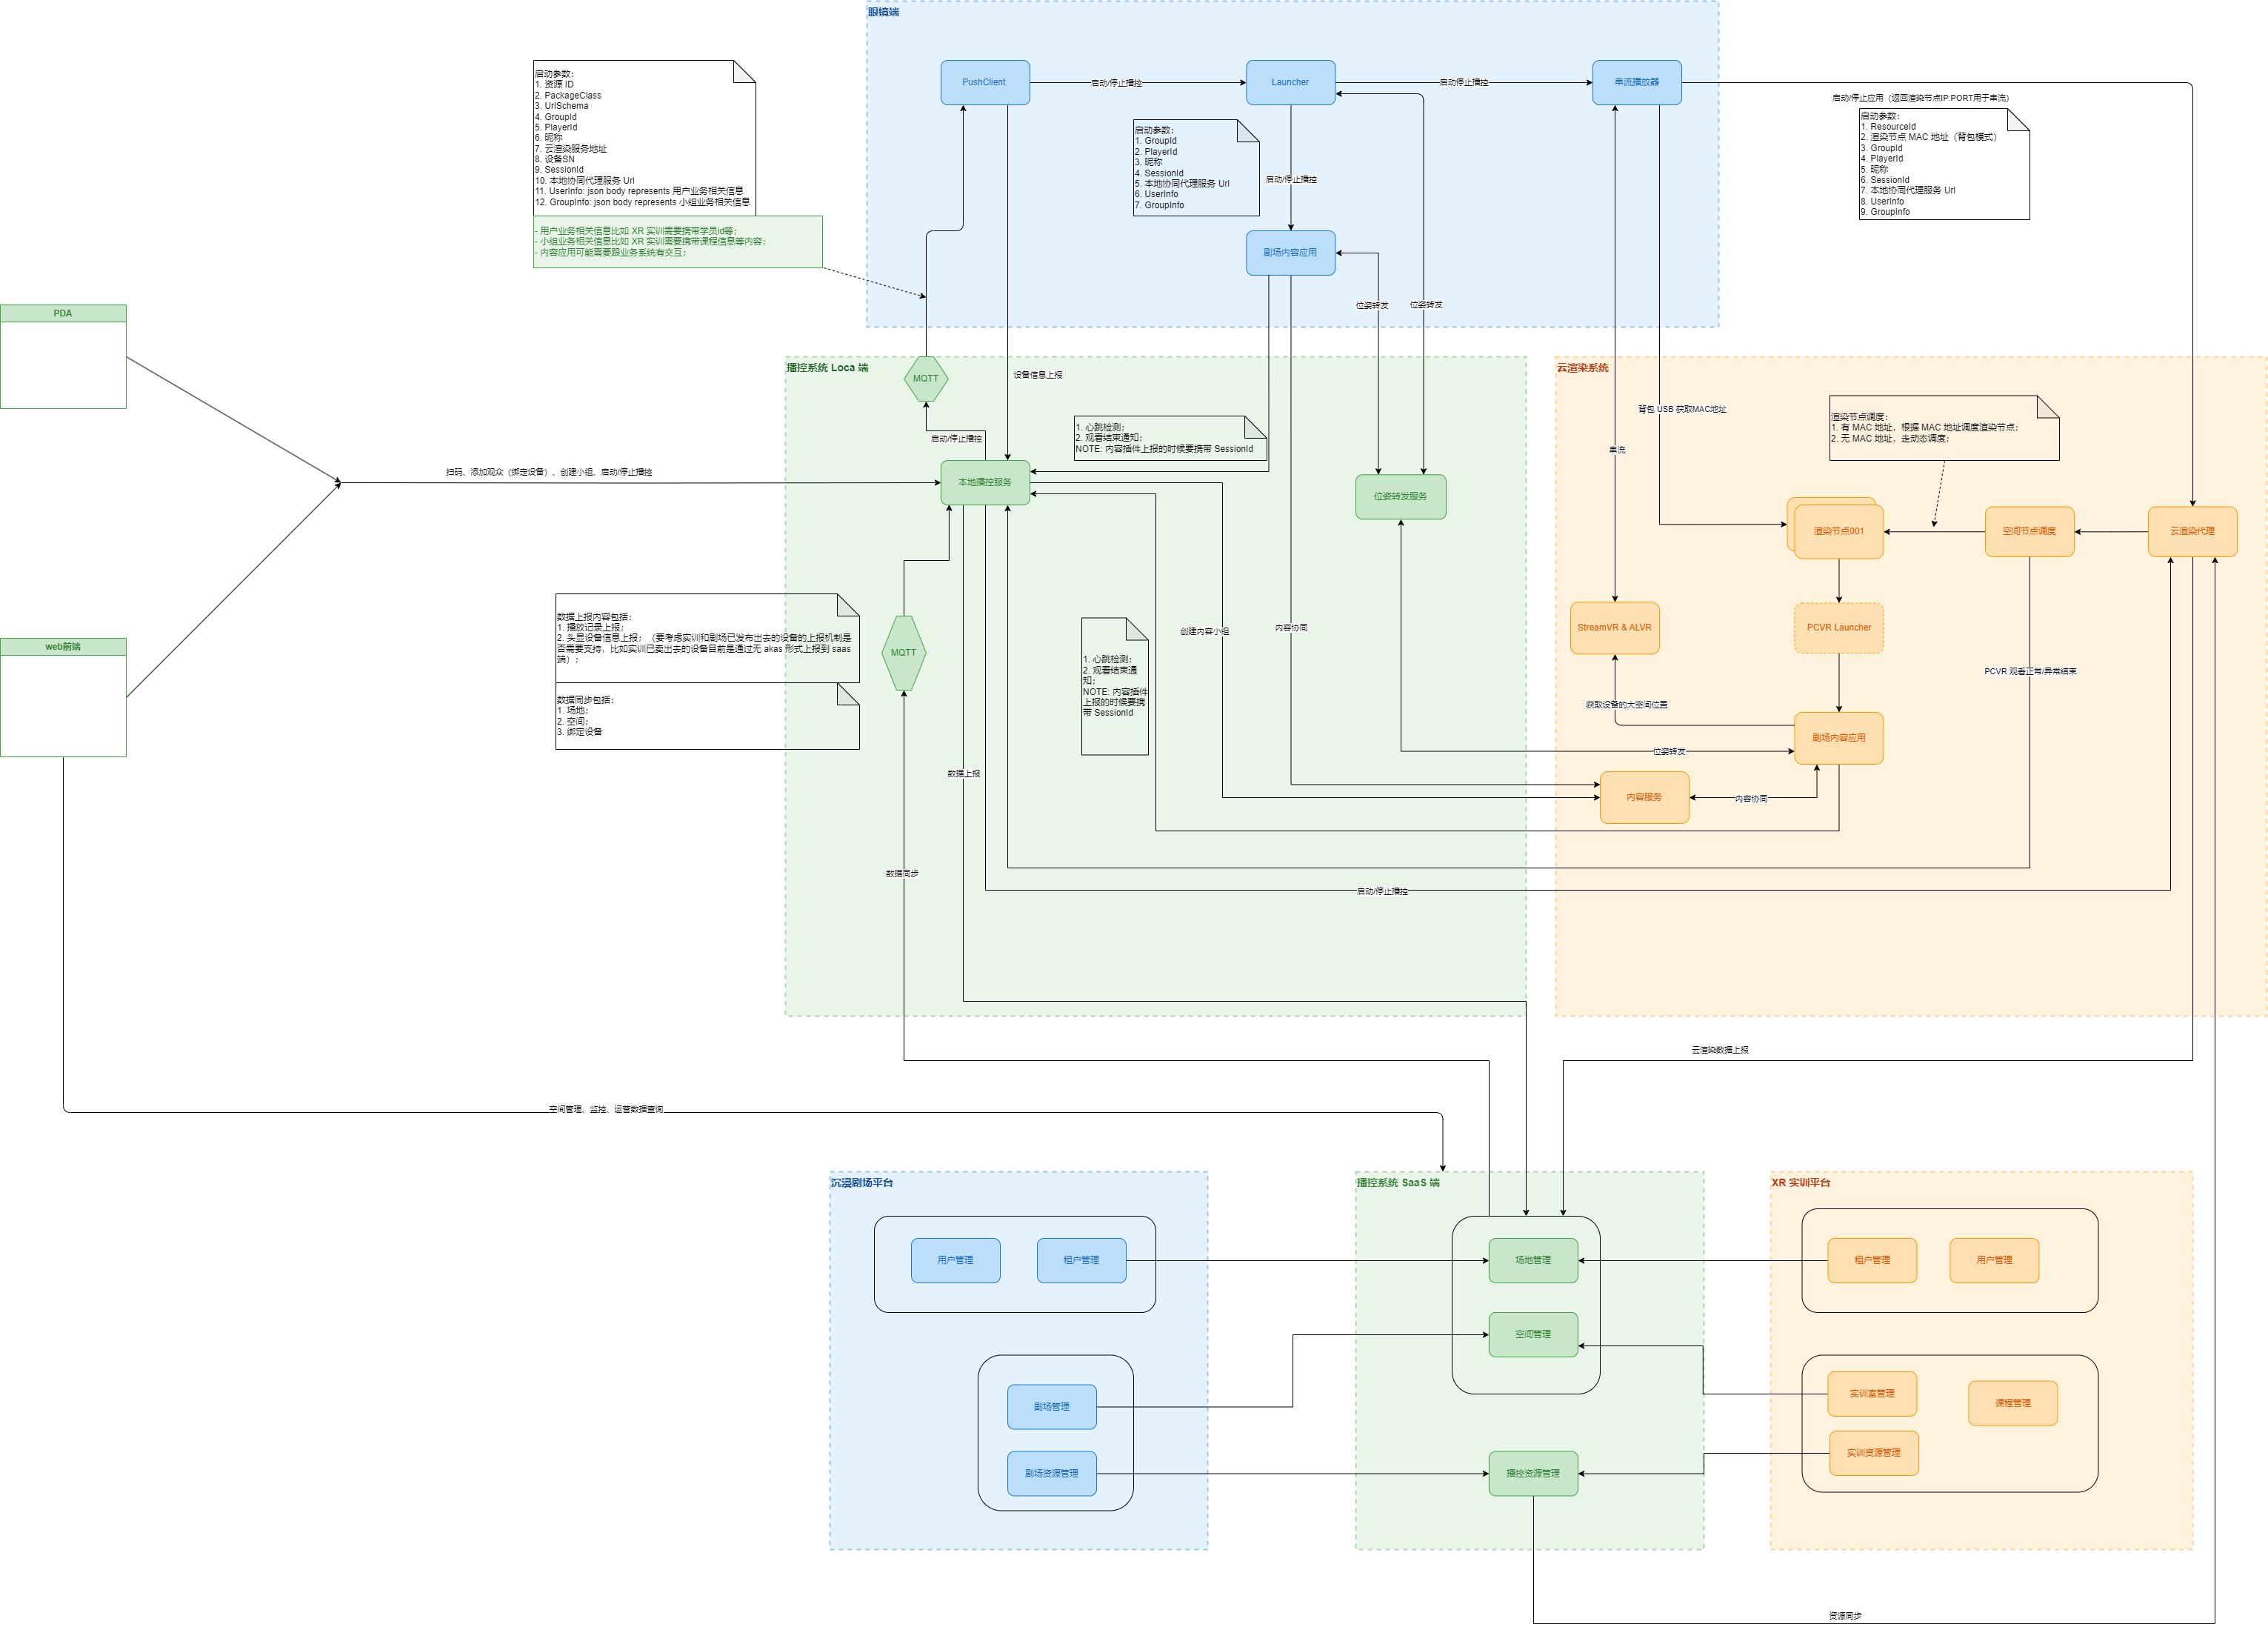 眼镜端
启动参数：
1. 资源 ID
2. PackageClass
3. UrlSchema
4. GroupId
5. PlayerId
6. 昵称
7. 云渲染服务地址
8. 设备SN
9. SessionId
10. 本地协同代理服务 Url
11. UserInfo: json body represents 用户业务相关信息
12. GroupInfo: json body represents 小组业务相关信息
- 用户业务相关信息比如 XR 实训需要携带学员id等；
- 小组业务相关信息比如 XR 实训需要携带课程信息等内容；
- 内容应用可能需要跟业务系统有交互；
PushClient
启动/停止播控
Launcher
启动停止播控
串流播放器
启动/停止应用（返回渲染节点IP:PORT用于串流）
启动参数：
1. ResourceId
2. 渲染节点 MAC 地址（背包模式）
3. GroupId
4. PlayerId
5. 昵称
6. SessionId
7. 本地协同代理服务 Url
8. UserInfo
9. GroupInfo
启动参数：
1. GroupId
2. PlayerId
3. 昵称
4. SessionId
5. 本地协同代理服务 Url
6. UserInfo
7. GroupInfo
启动/停止播控
剧场内容应用
位姿转发
位姿转发
PDA
web前端
扫码、添加观众（绑定设备）、创建小组、启动/停止播控
播控系统 Loca 端
MQTT
设备信息上报
启动/停止播控
1. 心跳检测；
2. 观看结束通知；
NOTE: 内容插件上报的时候要携带 SessionId
本地播控服务
位姿转发服务
数据上报内容包括：
1. 播放记录上报；
2. 头显设备信息上报；（要考虑实训和剧场已发布出去的设备的上报机制是
否需要支持，比如实训已卖出去的设备目前是通过无 akas 形式上报到 saas
端）；
数据同步包括：
1. 场地；
2. 空间；
3. 绑定设备
MQTT
创建内容小组
内容协同
1. 心跳检测；
2. 观看结束通
知；
NOTE: 内容插件
上报的时候要携
带 SessionId
数据上报
数据同步
启动/停止播控
云渲染系统
背包 USB 获取MAC地址
串流
渲染节点调度：
1. 有 MAC 地址，根据 MAC 地址调度渲染节点；
2. 无 MAC 地址，走动态调度；
渲染节点001
空间节点调度
云渲染代理
StreamVR & ALVR
PCVR Launcher
PCVR 观看正常/异常结束
获取设备的大空间位置
剧场内容应用
位姿转发
内容服务
内容协同
云渲染数据上报
空间管理、监控、运营数据查询
沉浸剧场平台
用户管理
租户管理
剧场管理
剧场资源管理
播控系统 SaaS 端
场地管理
空间管理
播控资源管理
XR 实训平台
租户管理
用户管理
实训室管理
课程管理
实训资源管理
资源同步